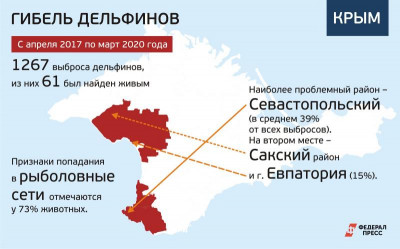 ГИБЕЛЬ ДЕЛЬФИНОВ
КРЫМ
С апреля 2017 по март 2020 года
1267
выброса дельфинов,
из них 61 был найден живым
Наиболее проблемный район –
Севастопольский
(в среднем 39%
от всех выбросов).
На втором месте –
Сакский район
и г. Евпатория (15%).
Признаки попадания
в рыболовные
сети отмечаются
у 73% животных.
ФЕДЕРАЛ
ПРЕСС